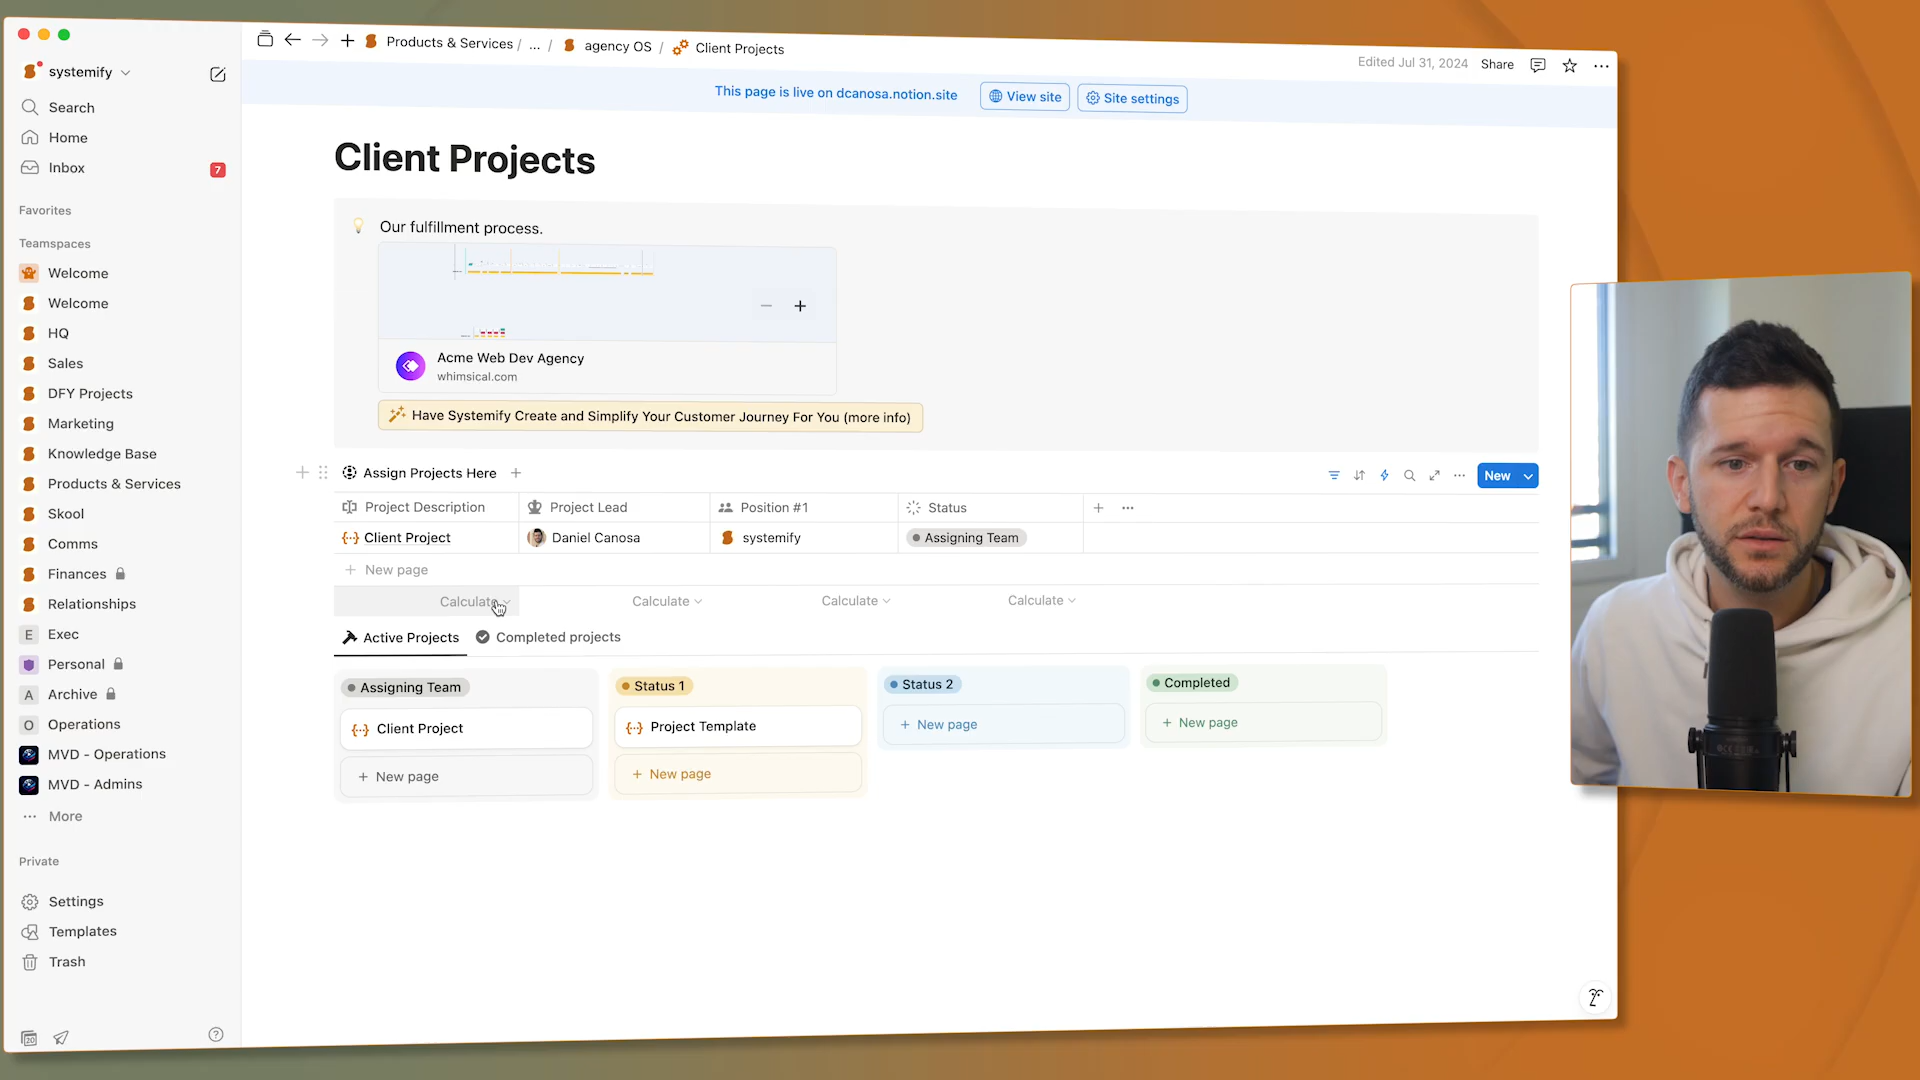 Products & Services / ... / agency OS / Client Projects
Edited Jul 31, 2024 Share
systemify
Search
Home
Inbox 7
Favorites
Teamspaces
Welcome
Welcome
HQ
Sales
DFY Projects
Marketing
Knowledge Base
Products & Services
Skool
Comms
Finances
Relationships
E Exec
Personal
A Archive
O Operations
MVD - Operations
MVD - Admins
More
Private
Settings
Templates
Trash
20
This page is live on dcanosa.notion.site View site Site settings
Client Projects
Our fulfillment process.
Acme Web Dev Agency
whimsical.com
Have Systemify Create and Simplify Your Customer Journey For You (more info)
Assign Projects Here
New
Project Description Project Lead Position #1 Status
Client Project Daniel Canosa systemify Assigning Team
New page
Calculate Calculate Calculate Calculate
Active Projects Completed projects
Assigning Team Status 1 Status 2 Completed
Client Project Project Template New page New page
New page New page